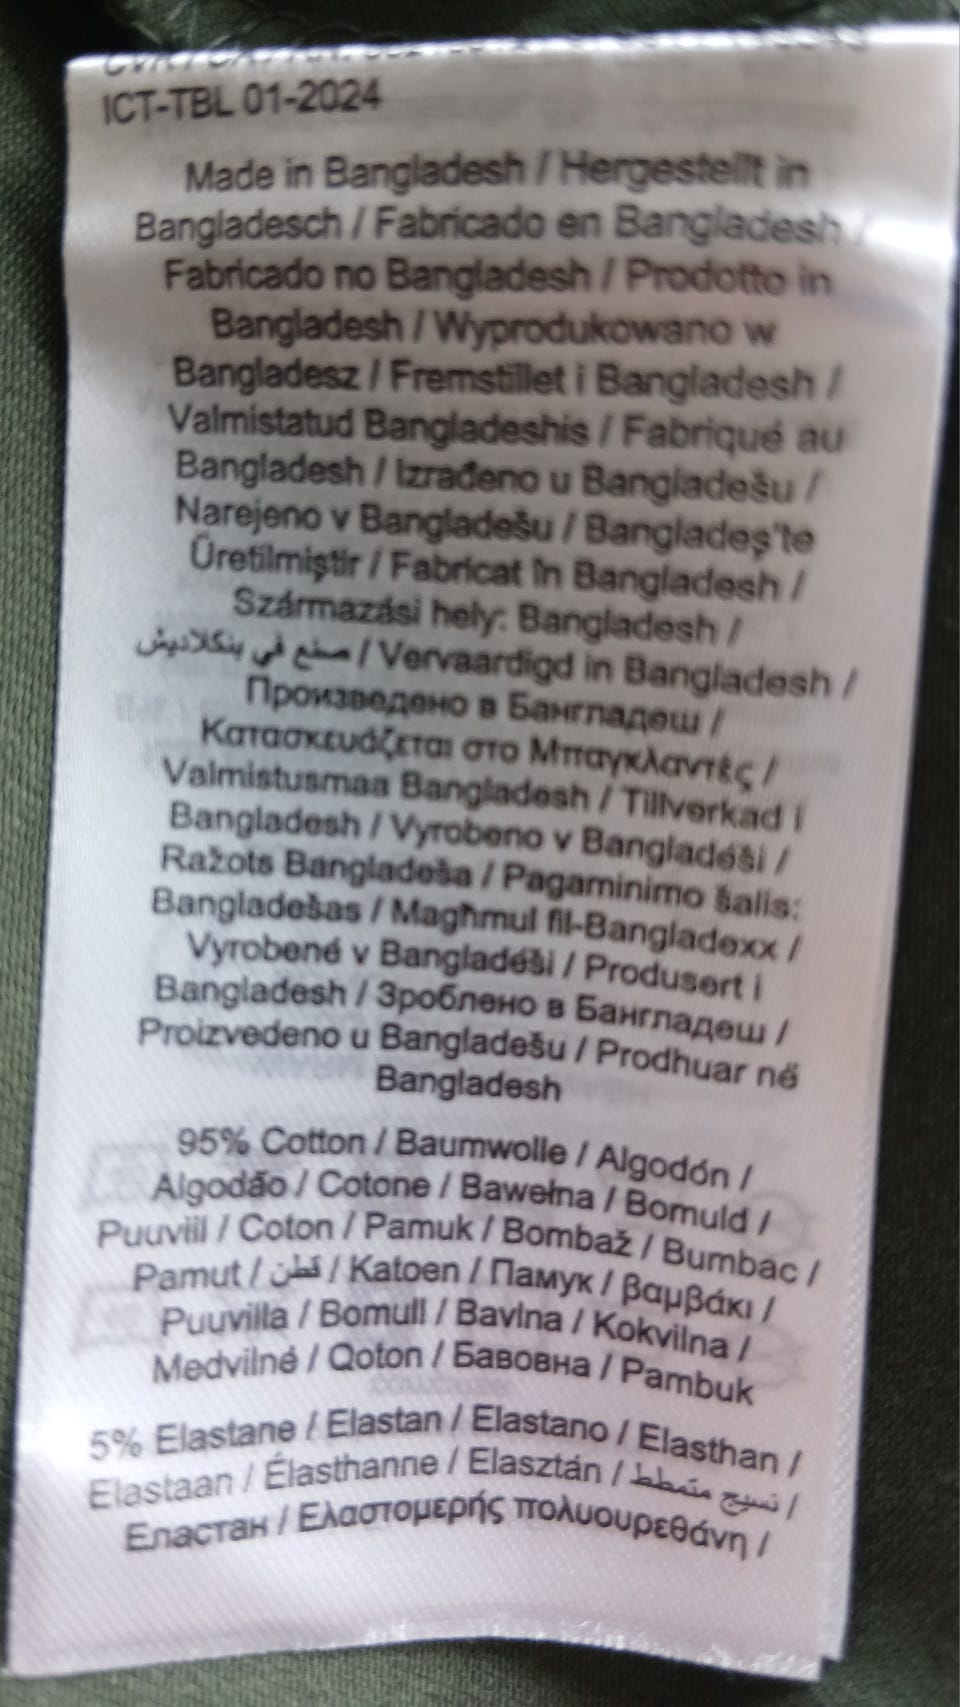 ICT-TBL 01-2024
Made in Bangladesh / Hergestellt in
Bangladesch / Fabricado en Bangladesh /
Fabricado no Bangladesh / Prodotto in
Bangladesh / Wyprodukowano w
Bangladesz / Fremstillet i Bangladesh /
Valmistatud Bangladeshis / Fabriqué au
Bangladesh / Izrađeno u Bangladešu /
Narejeno v Bangladešu / Bangladeş'te
Üretilmiştir / Fabricat în Bangladesh /
Származási hely: Bangladesh /
صنع في بنكلاديش / Vervaardigd in Bangladesh /
Произведено в Бангладеш /
Κατασκευάζεται στο Μπαγκλαντές /
Valmistusmaa Bangladesh / Tillverkad i
Bangladesh / Vyrobeno v Bangladéši /
Ražots Bangladeša / Pagaminimo šalis:
Bangladešas / Magħmul fil-Bangladexx /
Vyrobené v Bangladéši / Produsert i
Bangladesh / Зроблено в Бангладеш /
Proizvedeno u Bangladešu / Prodhuar në
Bangladesh
95% Cotton / Baumwolle / Algodón /
Algodão / Cotone / Bawełna / Bomuld /
Puuviil / Coton / Pamuk / Bombaž / Bumbac /
Pamut / قطن / Katoen / Памук / βαμβάκι /
Puuvilla / Bomull / Bavlna / Kokvilna /
Medvilné / Qoton / Бавовна / Pambuk
5% Elastane / Elastan / Elastano / Elasthan /
Elastaan / Élasthanne / Elasztán / نسيج متمطط /
Еластан / Ελαστομερής πολυουρεθάνη /